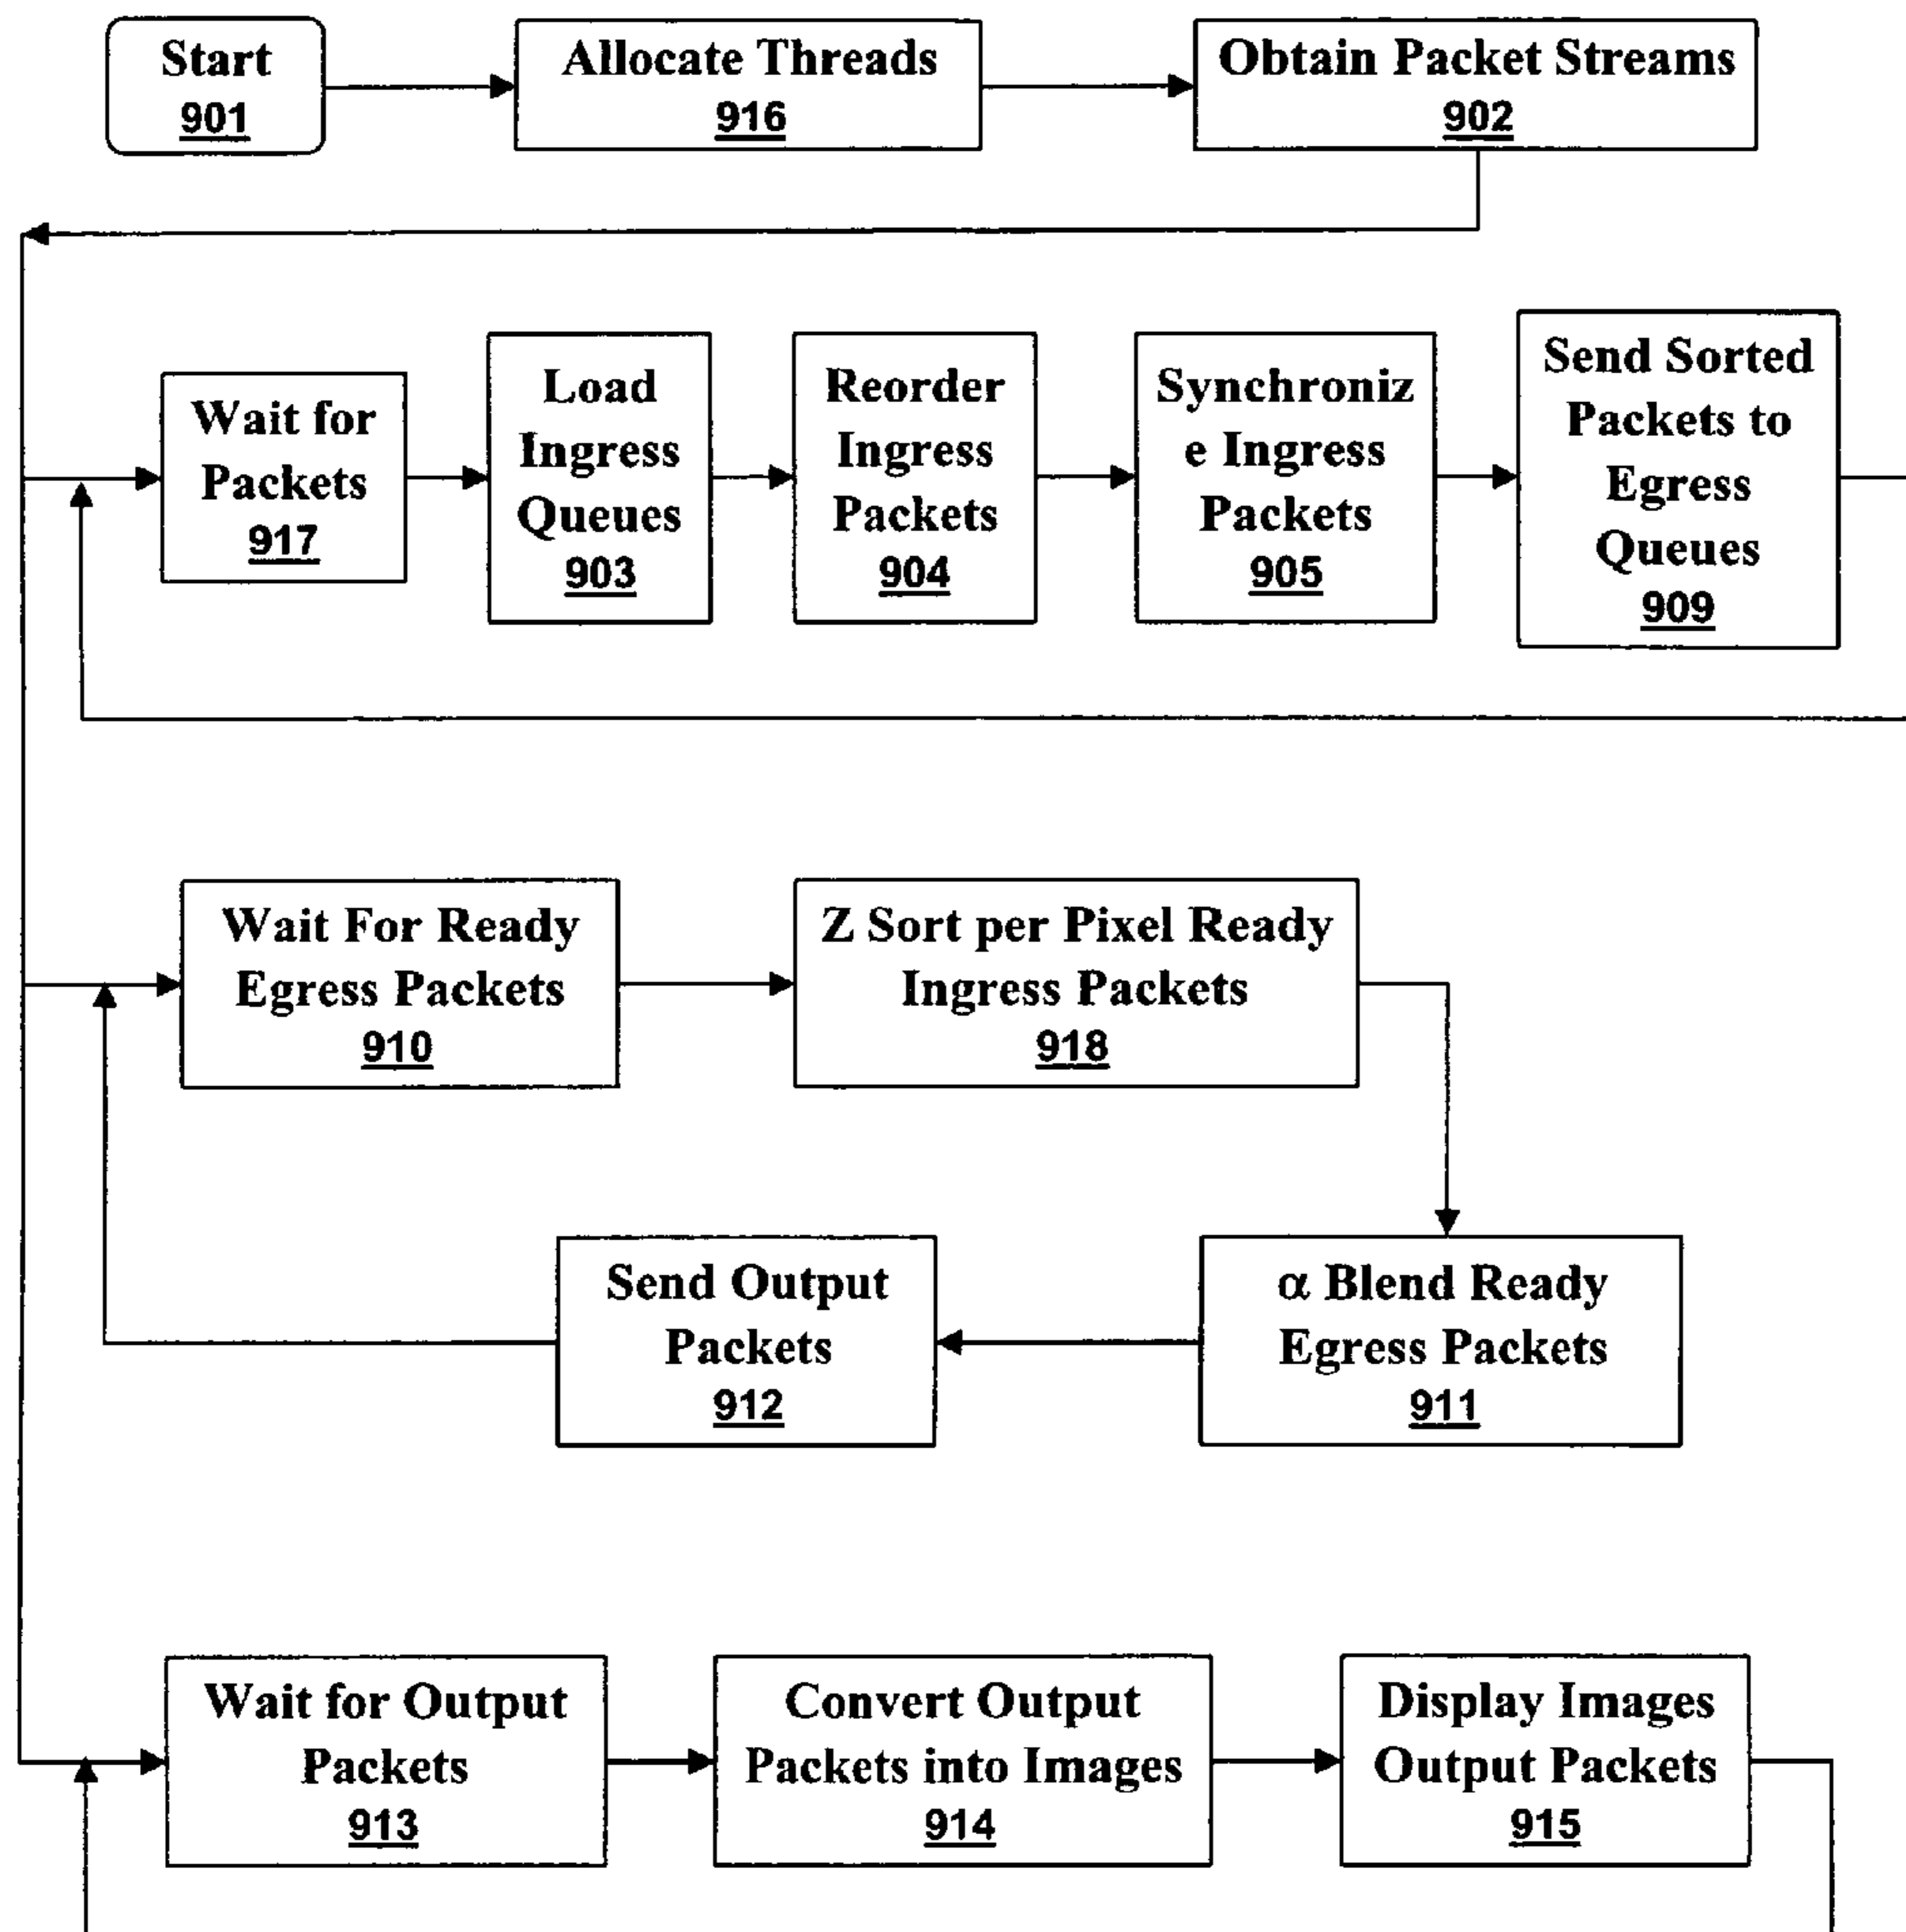 Start
901
Allocate Threads
916
Obtain Packet Streams
902
Wait for
Packets
917
Load
Ingress
Queues
903
Reorder
Ingress
Packets
904
Synchroniz
e Ingress
Packets
905
Send Sorted
Packets to
Egress
Queues
909
Wait For Ready
Egress Packets
910
Z Sort per Pixel Ready
Ingress Packets
918
Send Output
Packets
912
α Blend Ready
Egress Packets
911
Wait for Output
Packets
913
Convert Output
Packets into Images
914
Display Images
Output Packets
915